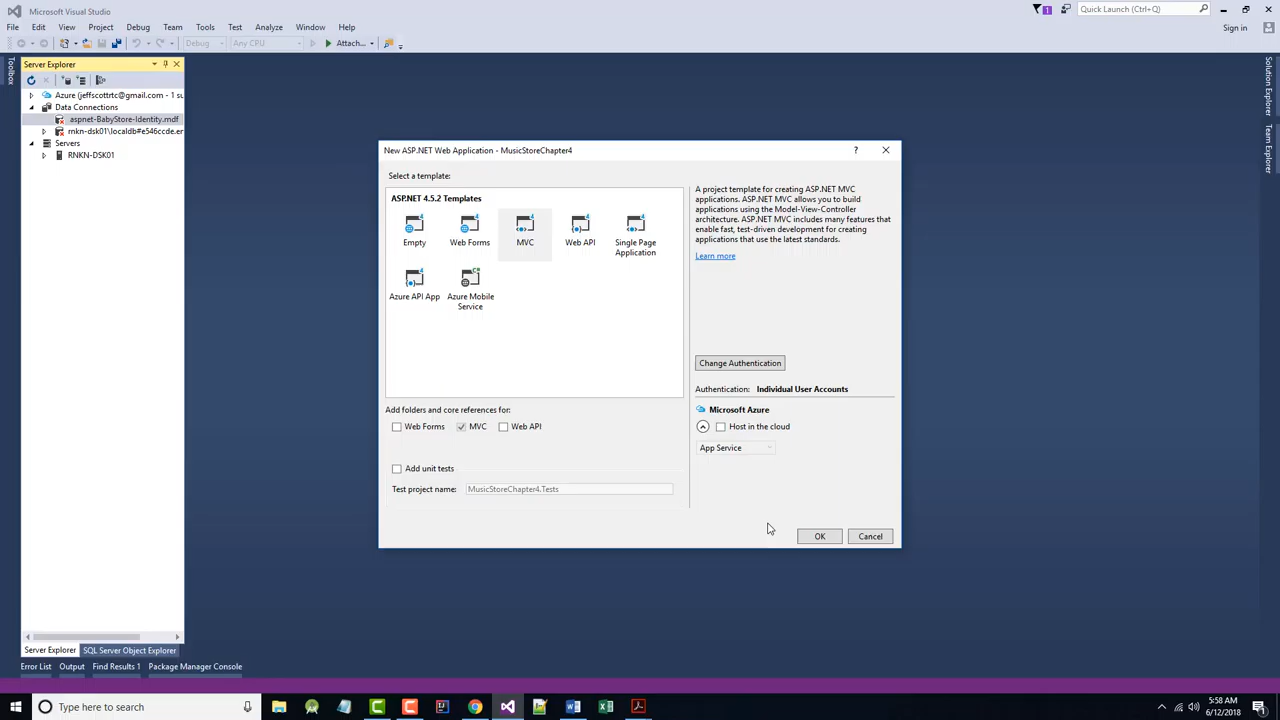 Microsoft Visual Studio
1
Quick Launch (Ctrl+Q)
File Edit View Project Debug Team Tools Test Analyze Window Help
Sign in
Debug Any CPU Attach...
Toolbox
Server Explorer
Azure (jeffscottrtc@gmail.com - 1 su
Data Connections
aspnet-BabyStore-Identity.mdf
rnkn-dsk01\localdb#e546ccde.er
Servers
RNKN-DSK01
Solution Explorer
Team Explorer
New ASP.NET Web Application - MusicStoreChapter4
?
Select a template:
ASP.NET 4.5.2 Templates
Empty
Web Forms
MVC
Web API
Single Page
Application
Azure API App
Azure Mobile
Service
A project template for creating ASP.NET MVC
applications. ASP.NET MVC allows you to build
applications using the Model-View-Controller
architecture. ASP.NET MVC includes many features that
enable fast, test-driven development for creating
applications that use the latest standards.
Learn more
Change Authentication
Authentication: Individual User Accounts
Microsoft Azure
Host in the cloud
App Service
Add folders and core references for:
Web Forms MVC Web API
Add unit tests
Test project name: MusicStoreChapter4.Tests
OK Cancel
Server Explorer SQL Server Object Explorer
Error List Output Find Results 1 Package Manager Console
Type here to search
5:58 AM
6/12/2018